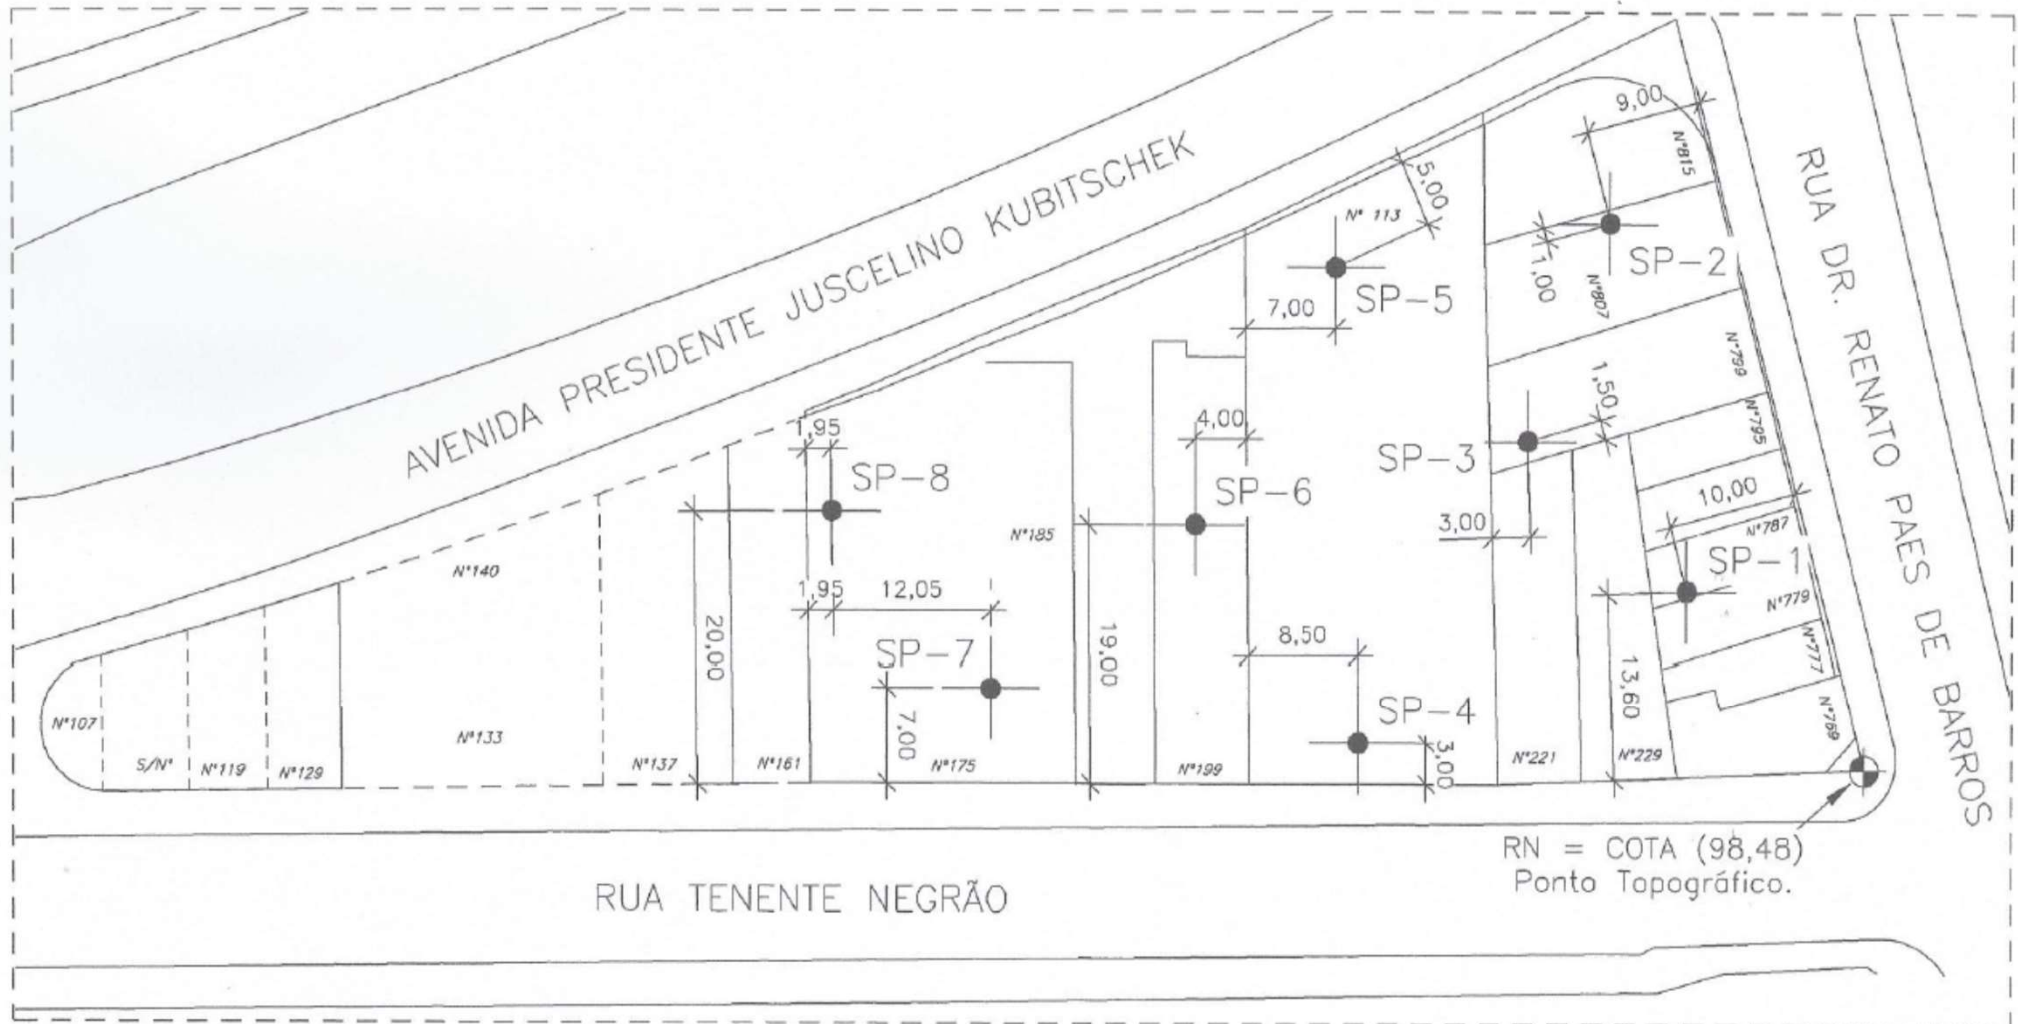 AVENIDA PRESIDENTE JUSCELINO KUBITSCHEK
RUA DR. RENATO PAES DE BARROS
9,00
N°815
5,00
N° 113
SP-2
1,00
N°807
SP-5
7,00
N°799
1,50
N°795
4,00
1,95
SP-3
SP-8
SP-6
10,00
N°787
3,00
N°185
SP-1
N°140
1,95
12,05
N°779
20,00
19,00
8,50
N°777
SP-7
13,60
SP-4
N°769
7,00
3,00
N°107
N°133
S/N°
N°119
N°129
N°137
N°161
N°175
N°199
N°221
N°229
RN = COTA (98,48)
Ponto Topográfico.
RUA TENENTE NEGRÃO